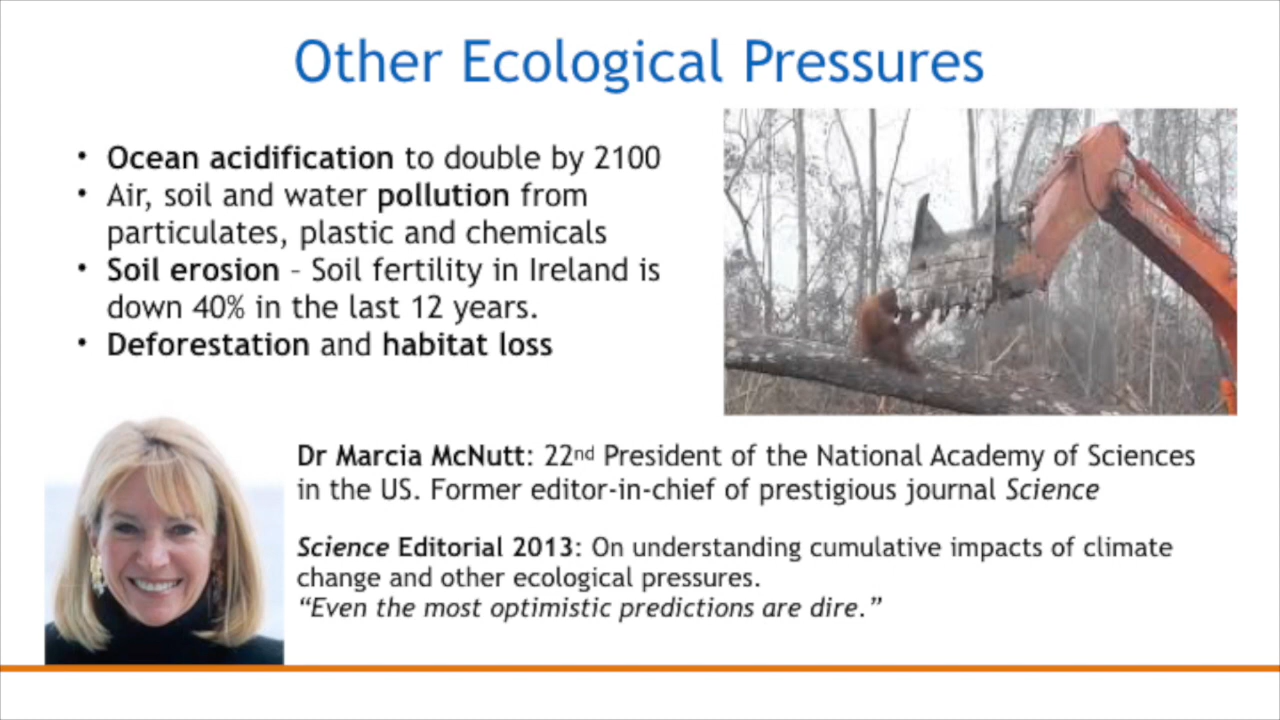 Other Ecological Pressures
• Ocean acidification to double by 2100
• Air, soil and water pollution from
particulates, plastic and chemicals
• Soil erosion – Soil fertility in Ireland is
down 40% in the last 12 years.
• Deforestation and habitat loss
Dr Marcia McNutt: 22nd President of the National Academy of Sciences
in the US. Former editor-in-chief of prestigious journal Science
Science Editorial 2013: On understanding cumulative impacts of climate
change and other ecological pressures.
“Even the most optimistic predictions are dire.”